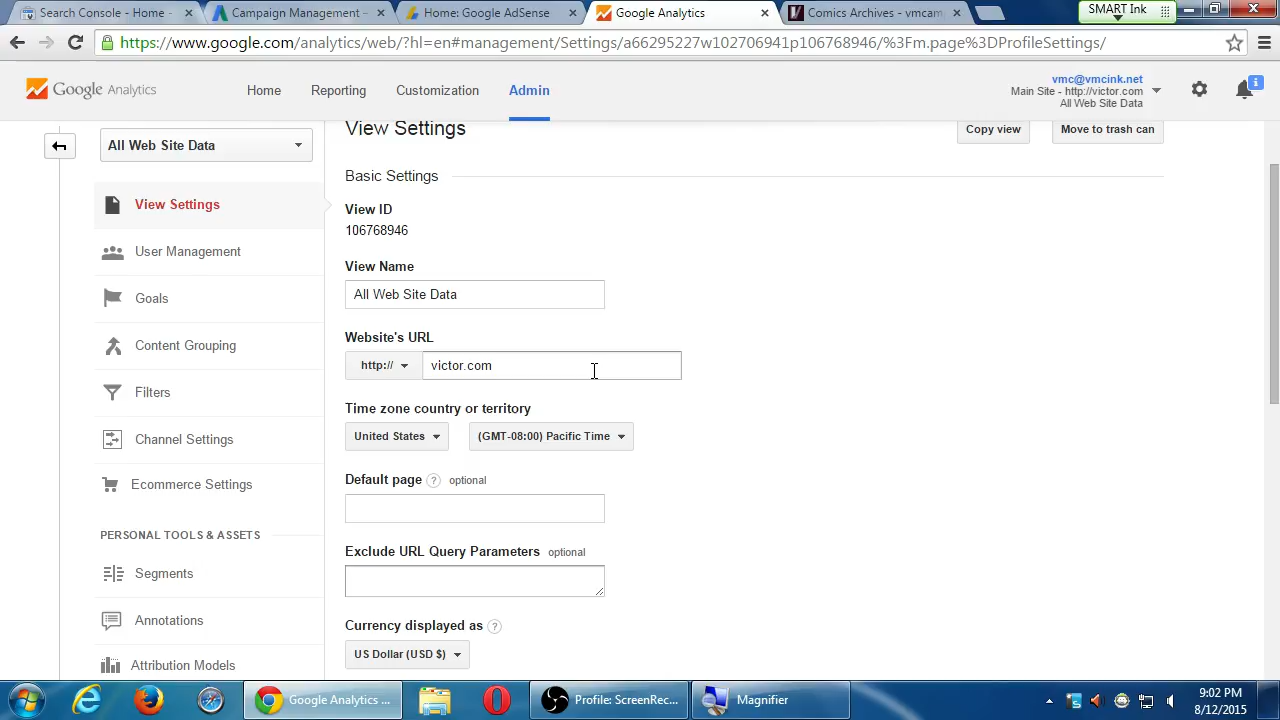 Search Console - Home
Campaign Management -
Home: Google AdSense
Google Analytics
Comics Archives - vmcam
SMART Ink
https://www.google.com/analytics/web/?hl=en#management/Settings/a66295227w102706941p106768946/%3Fm.page%3DProfileSettings/
Google Analytics
Home
Reporting
Customization
Admin
vmc@vmcink.net
Main Site - http://victor.com
All Web Site Data
i
All Web Site Data
View Settings
User Management
Goals
Content Grouping
Filters
Channel Settings
Ecommerce Settings
PERSONAL TOOLS & ASSETS
Segments
Annotations
Attribution Models
View Settings
Copy view
Move to trash can
Basic Settings
View ID
106768946
View Name
All Web Site Data
Website's URL
http:// victor.com
Time zone country or territory
United States (GMT-08:00) Pacific Time
Default page ? optional
Exclude URL Query Parameters optional
Currency displayed as ?
US Dollar (USD $)
Google Analytics ...
Profile: ScreenRec...
Magnifier
9:02 PM
8/12/2015